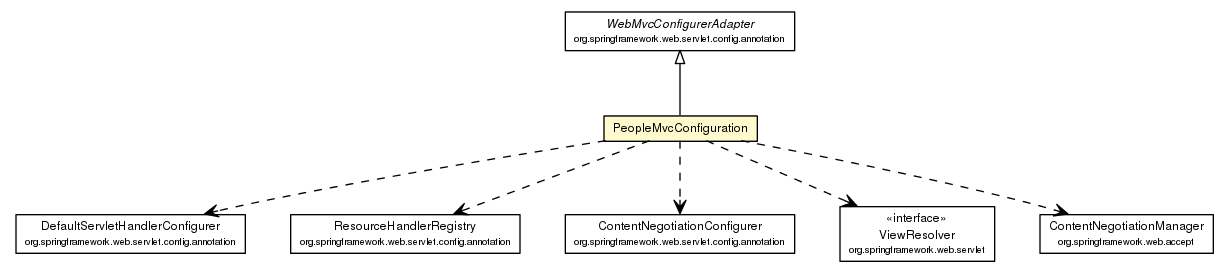 WebMvcConfigurerAdapter
org.springframework.web.servlet.config.annotation
PeopleMvcConfiguration
DefaultServletHandlerConfigurer
org.springframework.web.servlet.config.annotation
ResourceHandlerRegistry
org.springframework.web.servlet.config.annotation
ContentNegotiationConfigurer
org.springframework.web.servlet.config.annotation
«interface»
ViewResolver
org.springframework.web.servlet
ContentNegotiationManager
org.springframework.web.accept